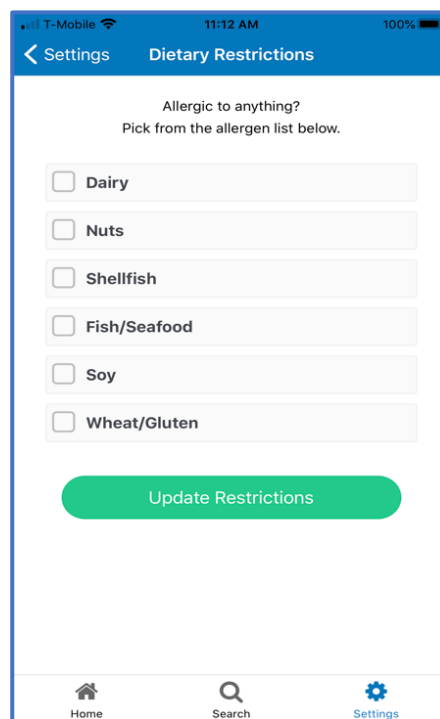 T-Mobile 11:12 AM 100%
Settings Dietary Restrictions
Allergic to anything?
Pick from the allergen list below.
Dairy
Nuts
Shellfish
Fish/Seafood
Soy
Wheat/Gluten
Update Restrictions
Home Search Settings